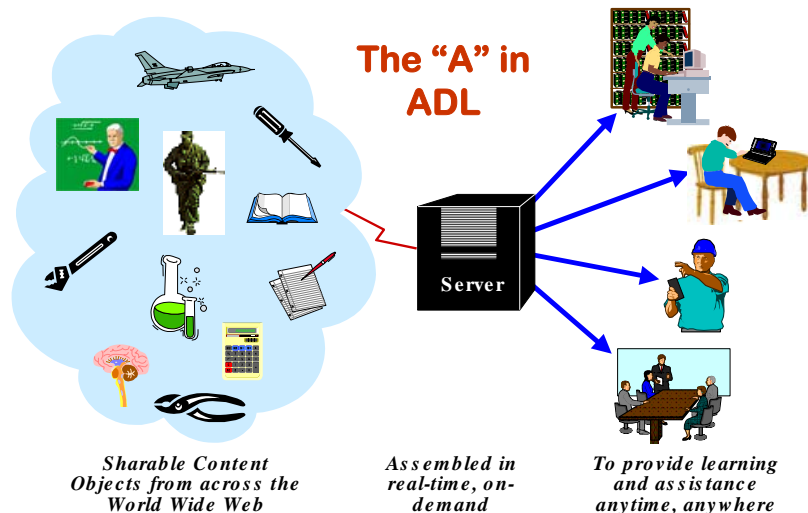 The “A” in
ADL
Server
Sharable Content
Objects from across the
World Wide Web
Assembled in
real-time, on-
demand
To provide learning
and assistance
anytime, anywhere